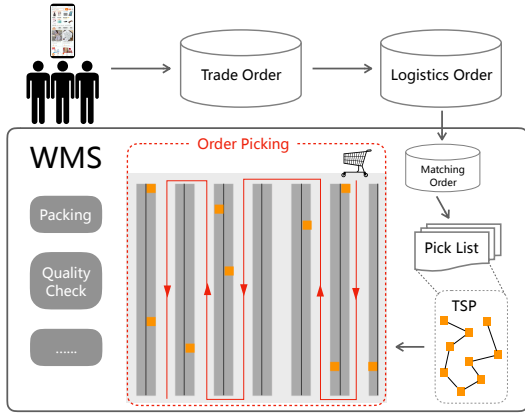 Trade Order
Logistics Order
WMS
Order Picking
Matching
Order
Packing
Pick List
Quality
Check
TSP
......